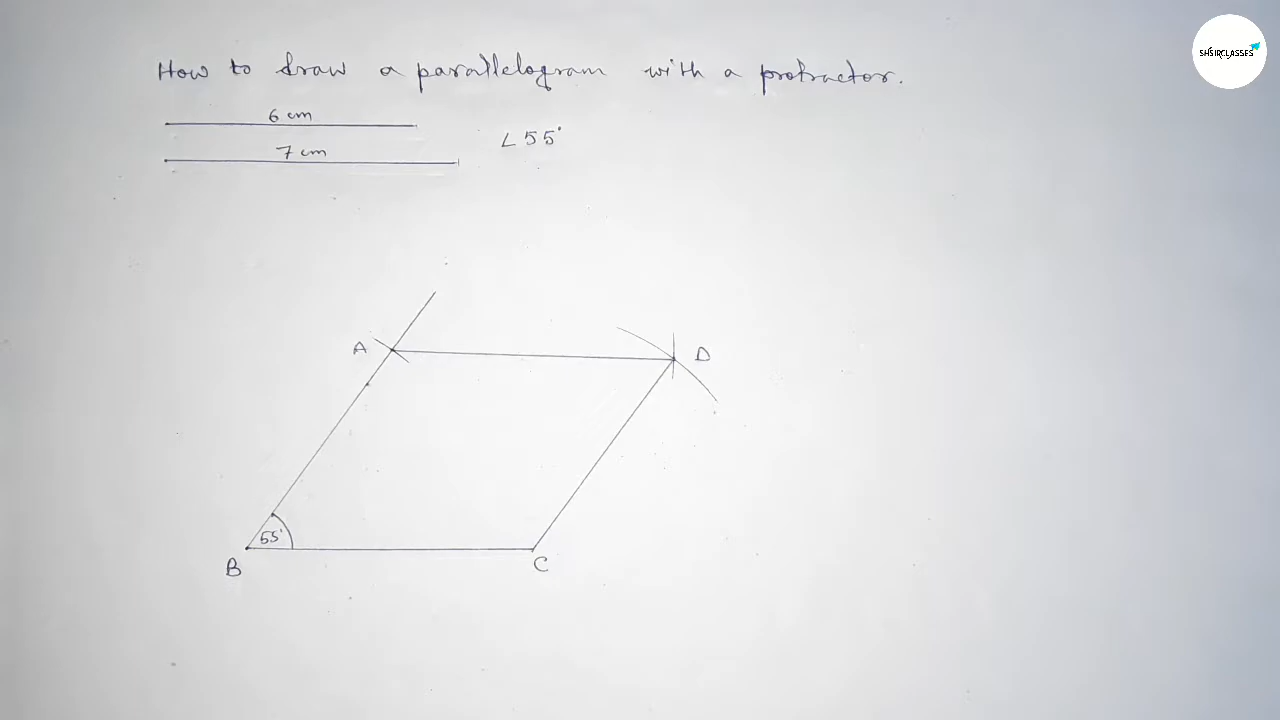 How to draw a parallelogram with a protractor.
SHSIRCLASSES
6 cm
∠55°
7 cm
A
D
55°
B
C